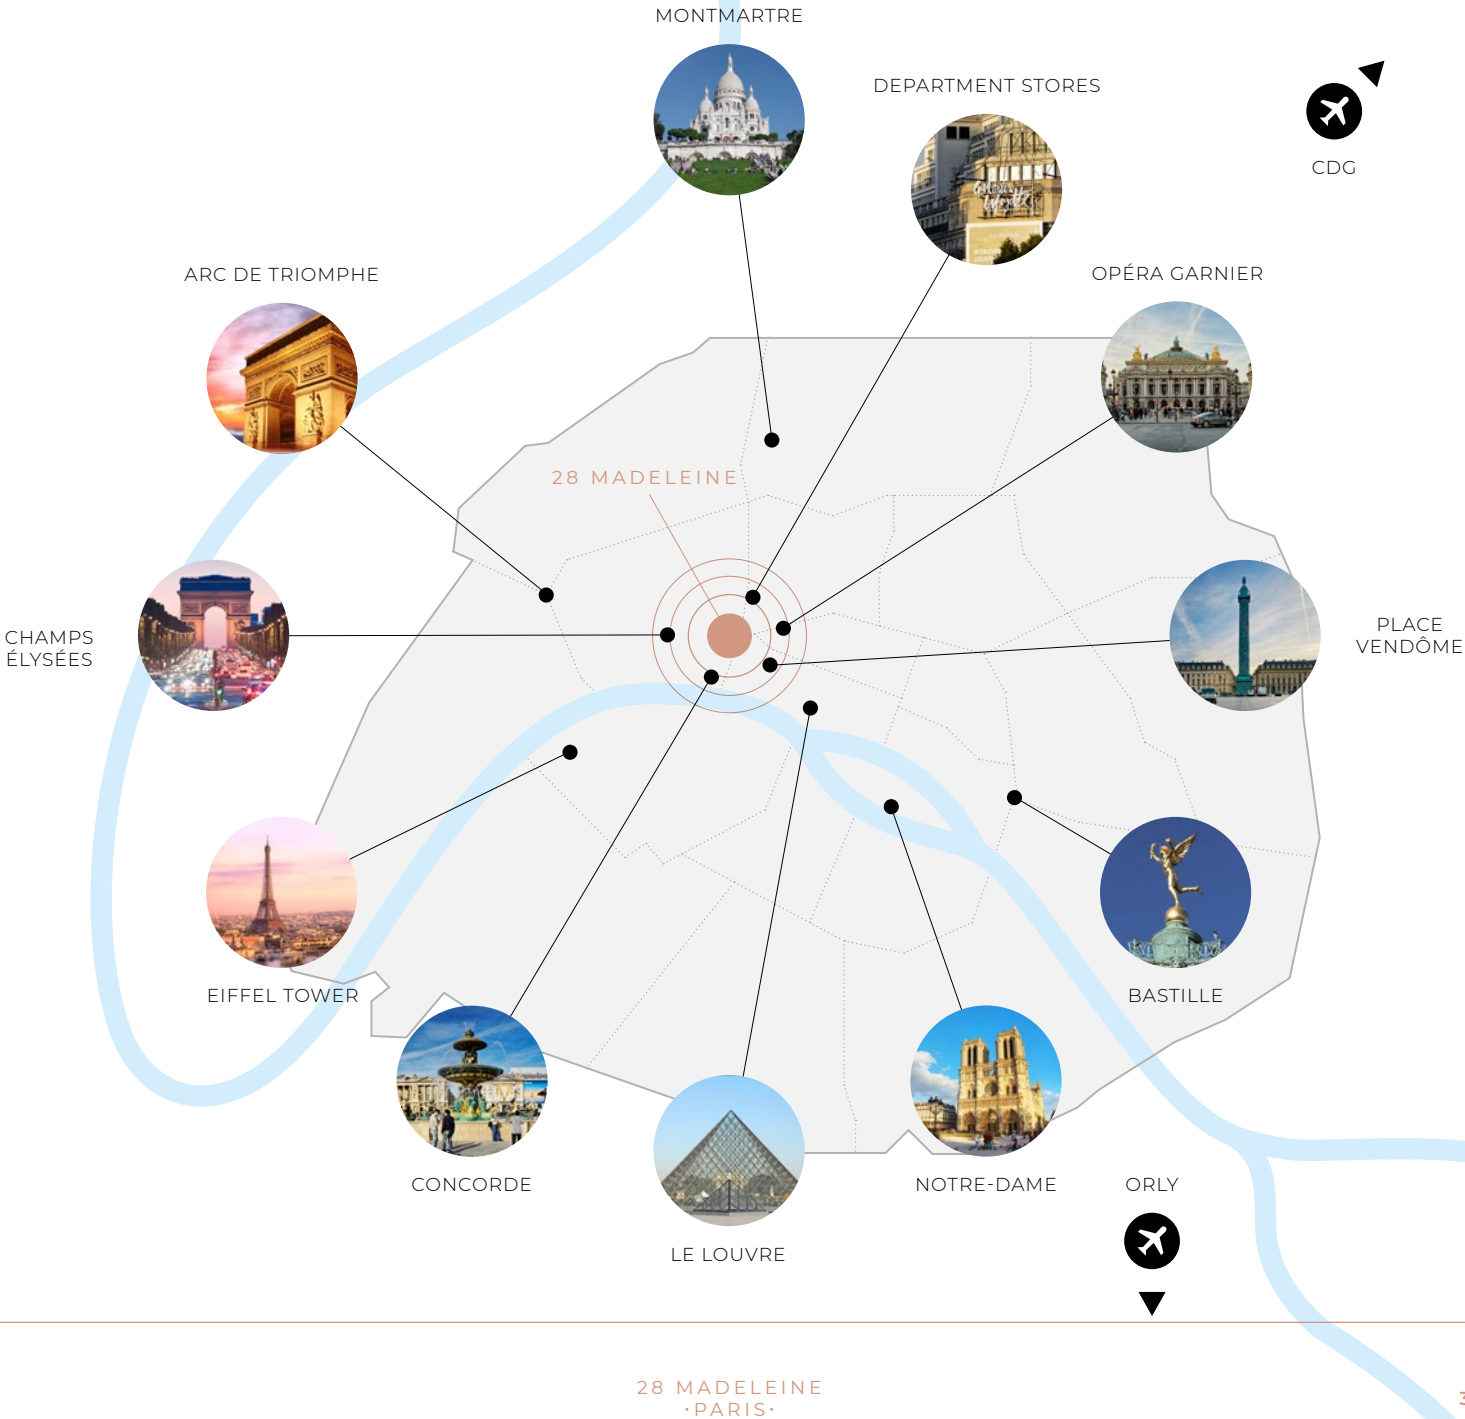 MONTMARTRE
DEPARTMENT STORES
CDG
ARC DE TRIOMPHE
OPÉRA GARNIER
28 MADELEINE
CHAMPS
ÉLYSÉES
PLACE
VENDÔME
EIFFEL TOWER
BASTILLE
CONCORDE
NOTRE-DAME
ORLY
LE LOUVRE
28 MADELEINE
·PARIS·